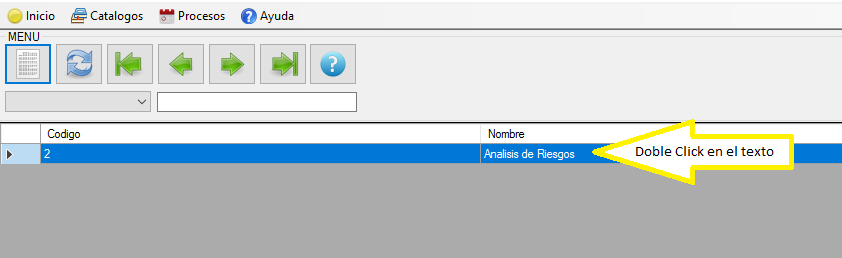 Inicio Catalogos Procesos Ayuda
MENU
Codigo Nombre
2 Analisis de Riesgos Doble Click en el texto